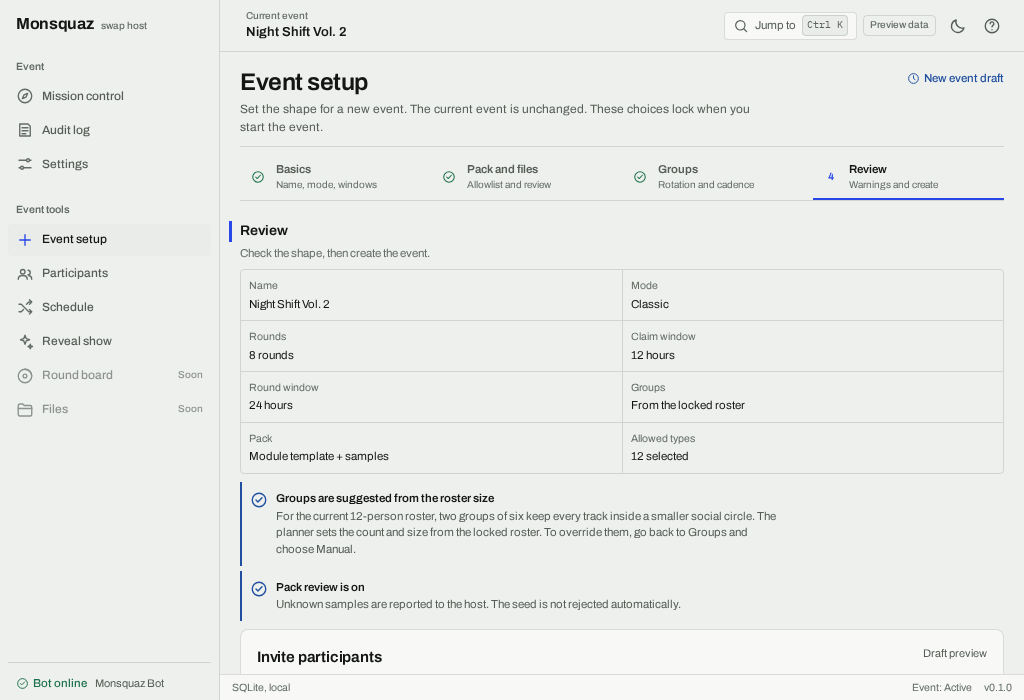 Monsquaz swap host
Event
Mission control
Audit log
Settings
Event tools
Event setup
Participants
Schedule
Reveal show
Round board Soon
Files Soon
Bot online Monsquaz Bot
Current event
Night Shift Vol. 2
Jump to Ctrl K
Preview data
Event setup
New event draft
Set the shape for a new event. The current event is unchanged. These choices lock when you
start the event.
Basics
Name, mode, windows
Pack and files
Allowlist and review
Groups
Rotation and cadence
4 Review
Warnings and create
Review
Check the shape, then create the event.
Name
Night Shift Vol. 2
Mode
Classic
Rounds
8 rounds
Claim window
12 hours
Round window
24 hours
Groups
From the locked roster
Pack
Module template + samples
Allowed types
12 selected
Groups are suggested from the roster size
For the current 12-person roster, two groups of six keep every track inside a smaller social circle. The
planner sets the count and size from the locked roster. To override them, go back to Groups and
choose Manual.
Pack review is on
Unknown samples are reported to the host. The seed is not rejected automatically.
Invite participants
Draft preview
SQLite, local
Event: Active v0.1.0